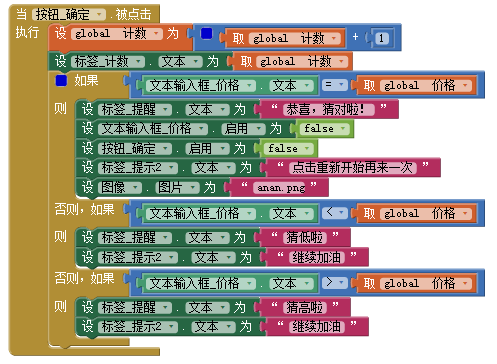 当 按钮_确定 . 被点击
执行 设 global 计数 为 取 global 计数 + 1
设 标签_计数 . 文本 为 取 global 计数
如果 文本输入框_价格 . 文本 = 取 global 价格
则 设 标签_提醒 . 文本 为 “ 恭喜，猜对啦! ”
设 文本输入框_价格 . 启用 为 false
设 按钮_确定 . 启用 为 false
设 标签_提示2 . 文本 为 “ 点击重新开始再来一次 ”
设 图像 . 图片 为 “ anan.png ”
否则，如果 文本输入框_价格 . 文本 < 取 global 价格
则 设 标签_提醒 . 文本 为 “ 猜低啦 ”
设 标签_提示2 . 文本 为 “ 继续加油 ”
否则，如果 文本输入框_价格 . 文本 > 取 global 价格
则 设 标签_提醒 . 文本 为 “ 猜高啦 ”
设 标签_提示2 . 文本 为 “ 继续加油 ”